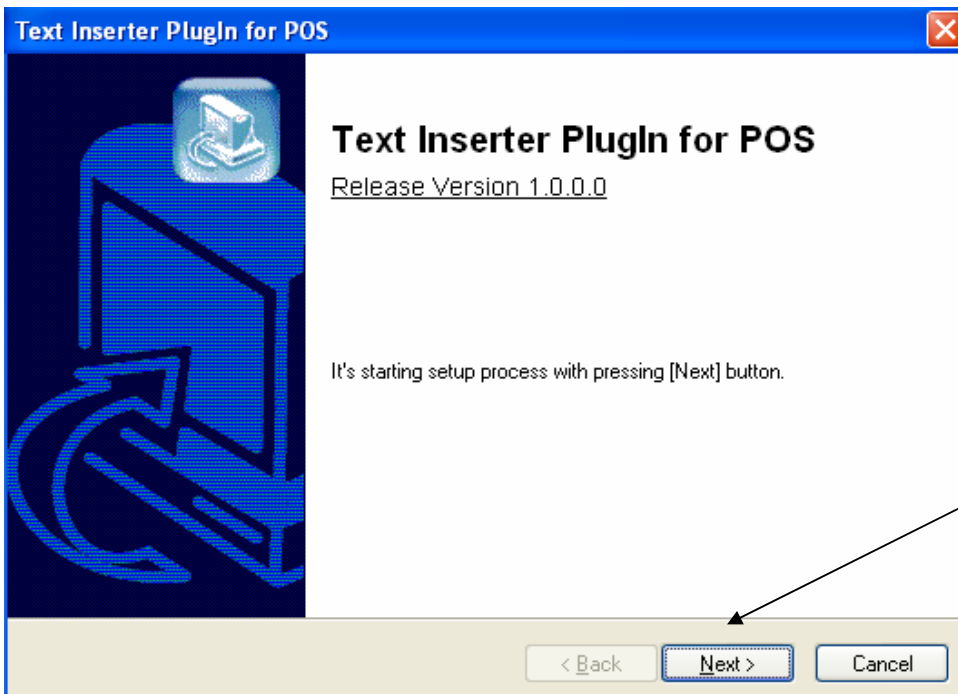 Text Inserter PlugIn for POS
Text Inserter PlugIn for POS
Release Version 1.0.0.0
It's starting setup process with pressing [Next] button.
< Back Next > Cancel